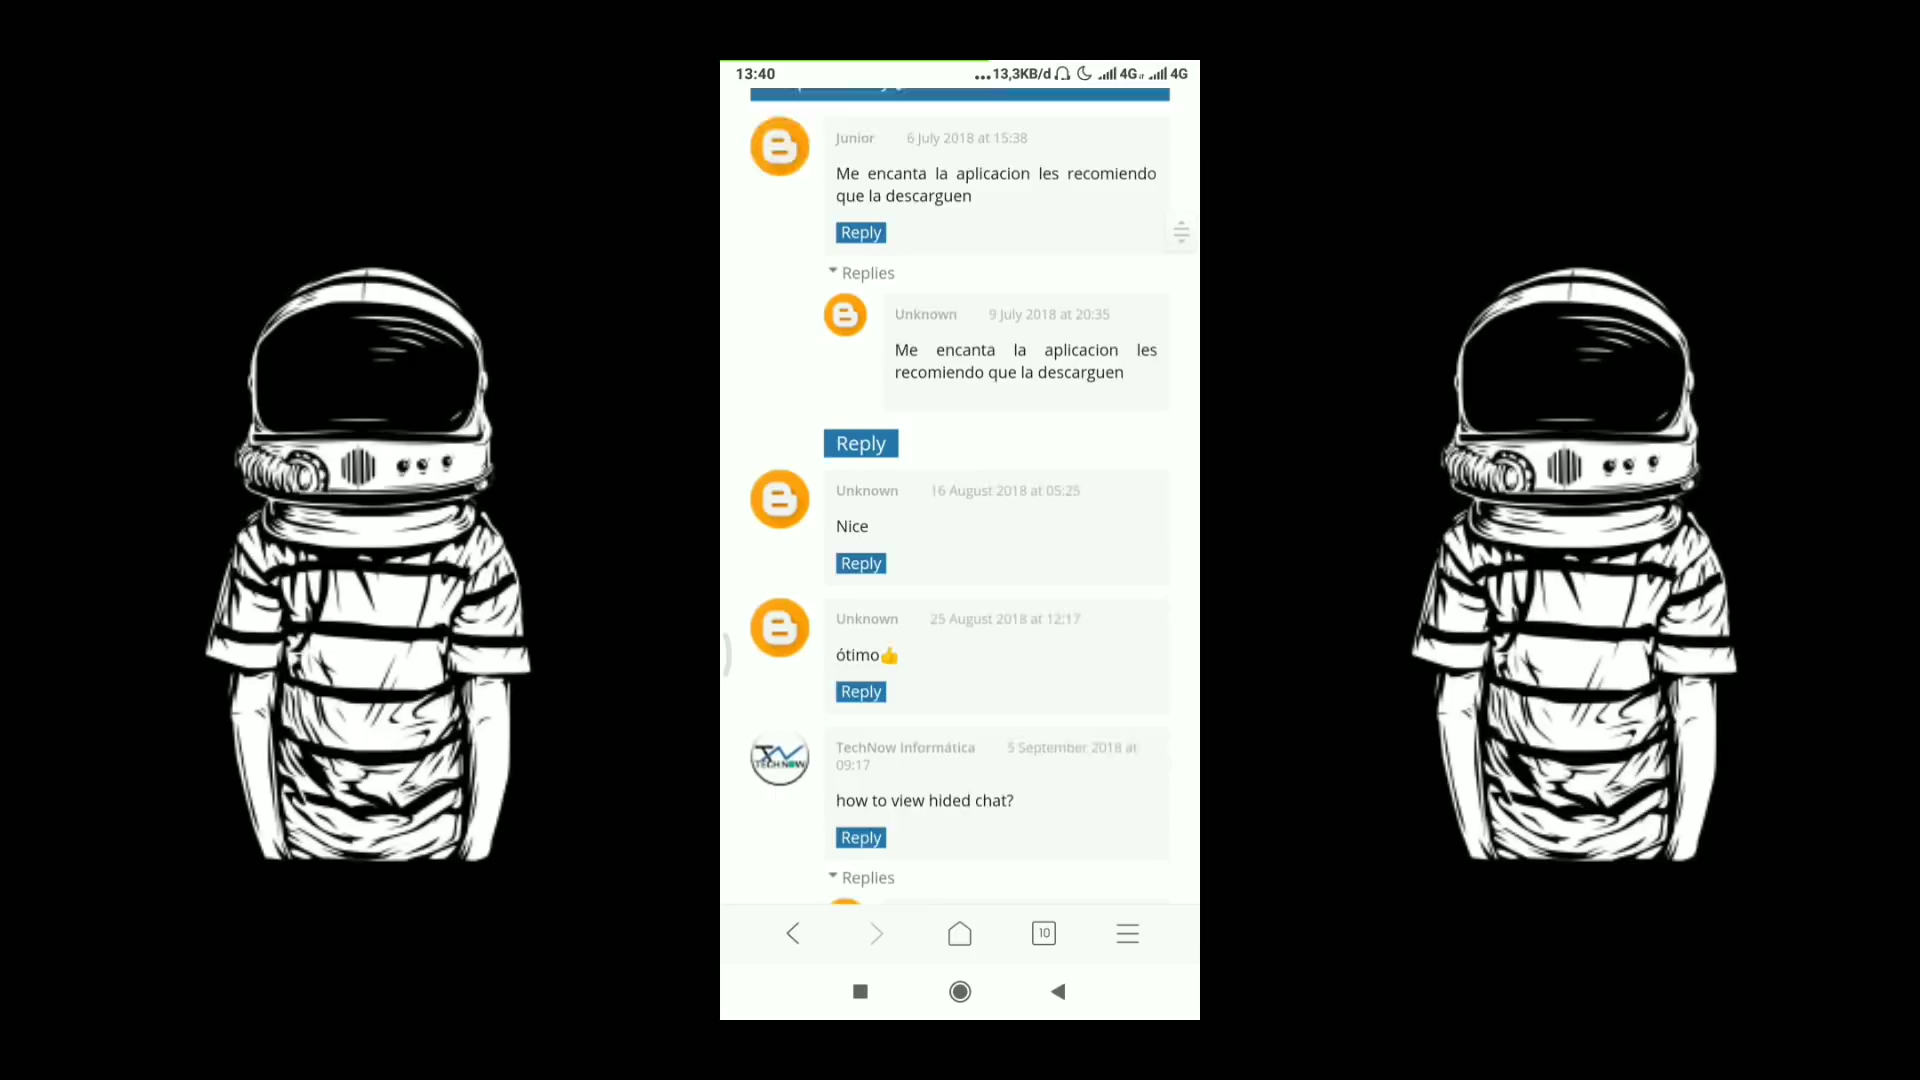 13:40 ...13,3KB/d 4G 4G
Junior 6 July 2018 at 15:38
Me encanta la aplicacion les recomiendo
que la descarguen
Reply
Replies
Unknown 9 July 2018 at 20:35
Me encanta la aplicacion les
recomiendo que la descarguen
Reply
Unknown 16 August 2018 at 05:25
Nice
Reply
Unknown 25 August 2018 at 12:17
ótimo👍
Reply
TECHNOW
TechNow Informática 5 September 2018 at
09:17
how to view hided chat?
Reply
Replies
10